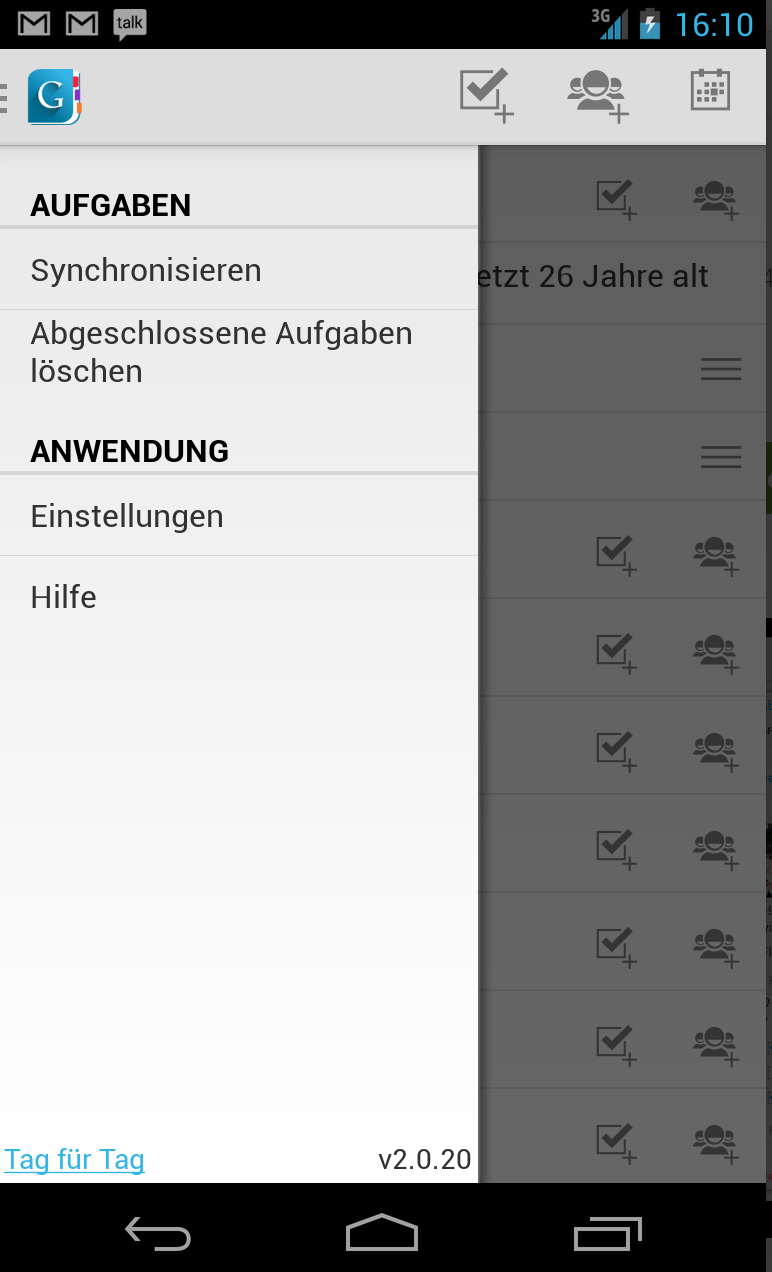 talk
3G
16:10
G
AUFGABEN
Synchronisieren
etzt 26 Jahre alt
Abgeschlossene Aufgaben
löschen
ANWENDUNG
Einstellungen
Hilfe
Tag für Tag
v2.0.20